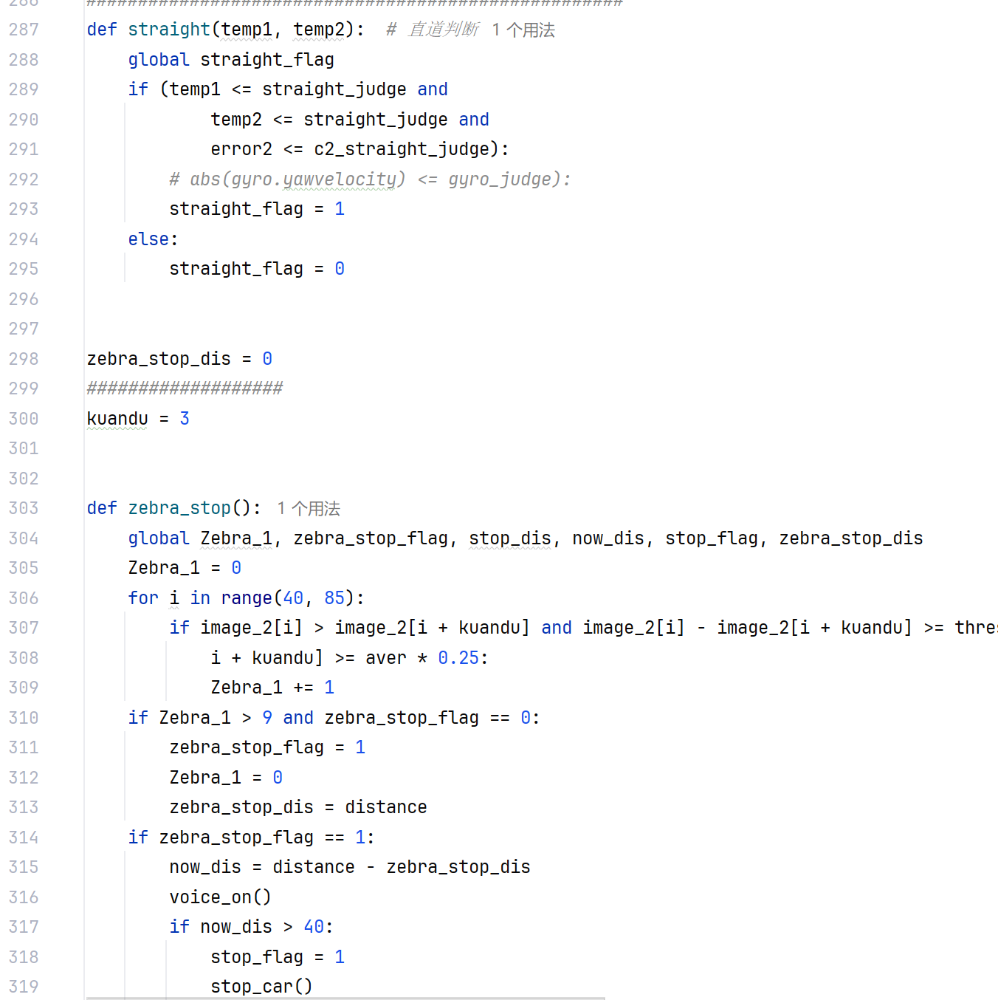 286 ####################################################
287 def straight(temp1, temp2):  # 直道判断 1 个用法
288     global straight_flag
289     if (temp1 <= straight_judge and
290             temp2 <= straight_judge and
291             error2 <= c2_straight_judge):
292         # abs(gyro.yawvelocity) <= gyro_judge):
293         straight_flag = 1
294     else:
295         straight_flag = 0
296
297
298 zebra_stop_dis = 0
299 ###################
300 kuandu = 3
301
302
303 def zebra_stop(): 1 个用法
304     global Zebra_1, zebra_stop_flag, stop_dis, now_dis, stop_flag, zebra_stop_dis
305     Zebra_1 = 0
306     for i in range(40, 85):
307         if image_2[i] > image_2[i + kuandu] and image_2[i] - image_2[i + kuandu] >=
308             i + kuandu] >= aver * 0.25:
309             Zebra_1 += 1
310     if Zebra_1 > 9 and zebra_stop_flag == 0:
311         zebra_stop_flag = 1
312         Zebra_1 = 0
313         zebra_stop_dis = distance
314     if zebra_stop_flag == 1:
315         now_dis = distance - zebra_stop_dis
316         voice_on()
317         if now_dis > 40:
318             stop_flag = 1
319             stop_car()